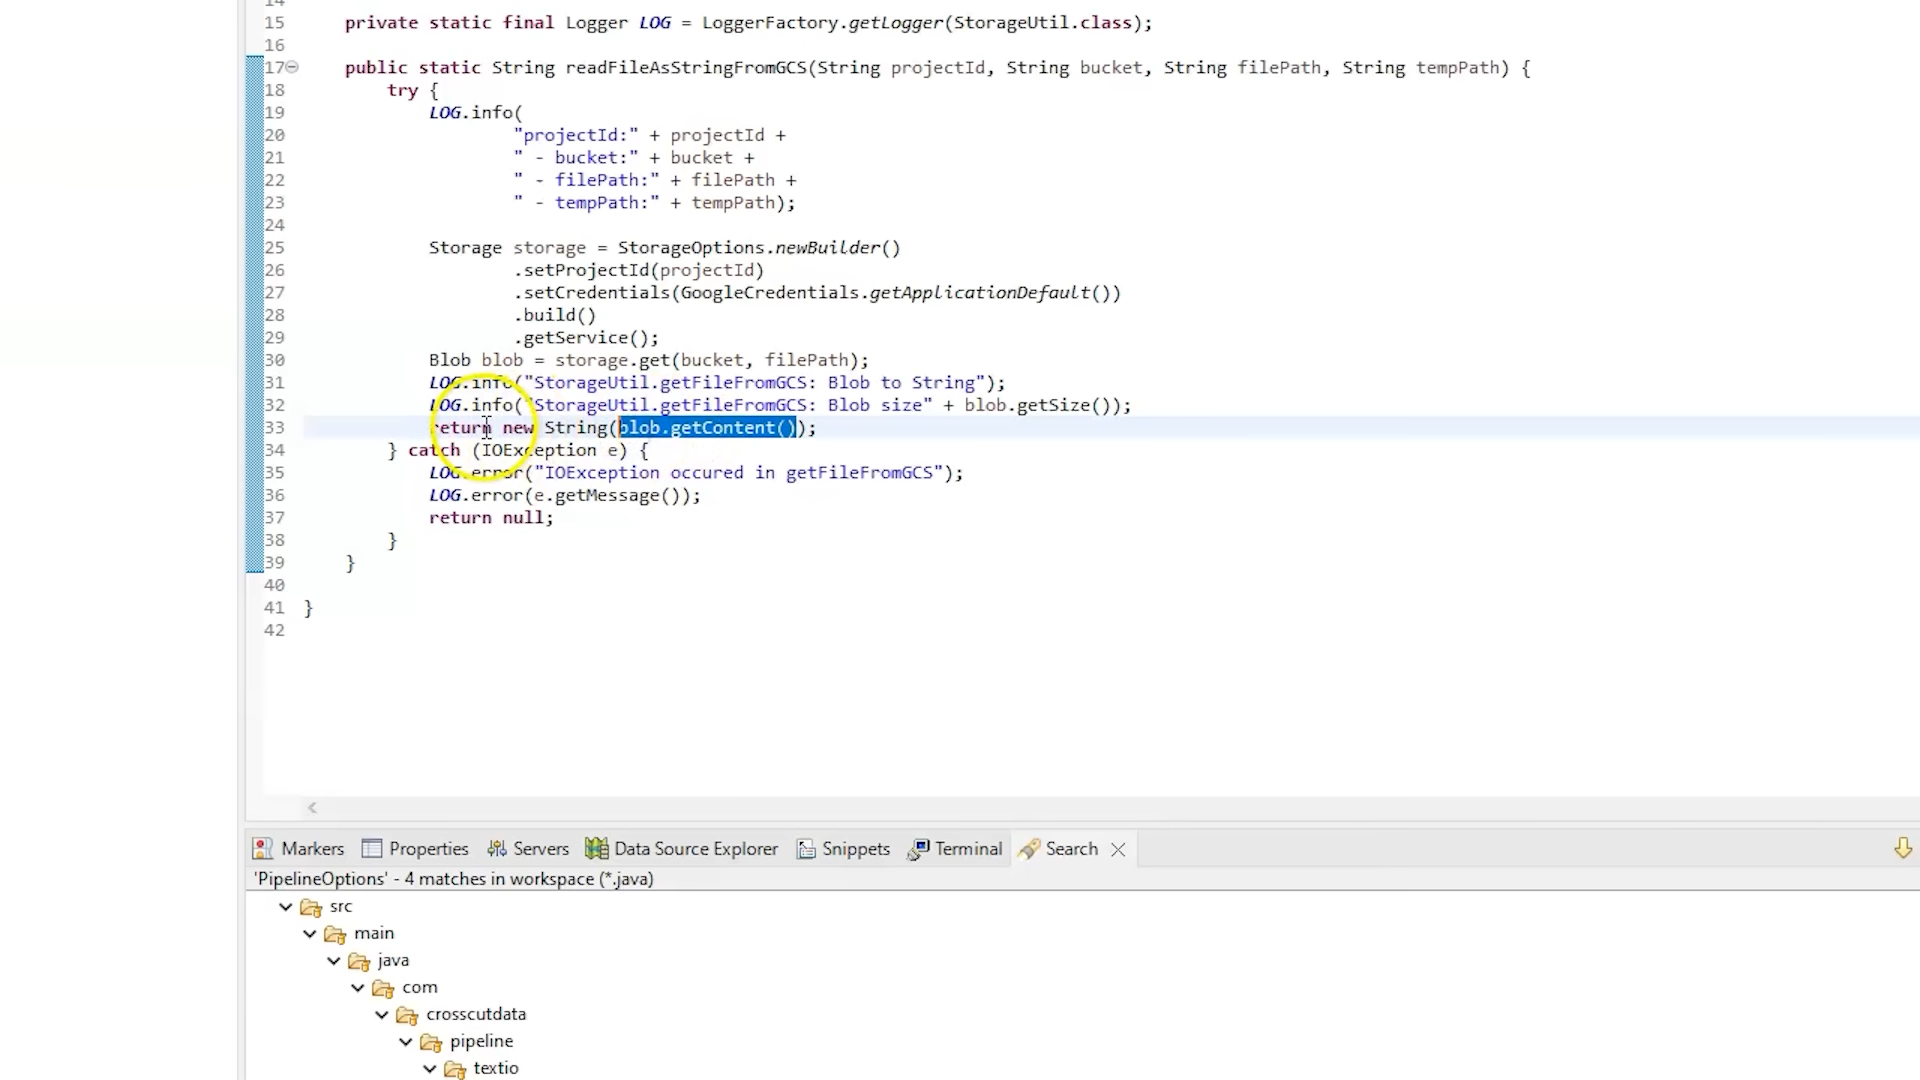 14
15 private static final Logger LOG = LoggerFactory.getLogger(StorageUtil.class);
16
17 public static String readFileAsStringFromGCS(String projectId, String bucket, String filePath, String tempPath) {
18 try {
19 LOG.info(
20 "projectId:" + projectId +
21 " - bucket:" + bucket +
22 " - filePath:" + filePath +
23 " - tempPath:" + tempPath);
24
25 Storage storage = StorageOptions.newBuilder()
26 .setProjectId(projectId)
27 .setCredentials(GoogleCredentials.getApplicationDefault())
28 .build()
29 .getService();
30 Blob blob = storage.get(bucket, filePath);
31 LOG.info("StorageUtil.getFileFromGCS: Blob to String");
32 LOG.info("StorageUtil.getFileFromGCS: Blob size" + blob.getSize());
33 return new String(blob.getContent());
34 } catch (IOException e) {
35 LOG.error("IOException occured in getFileFromGCS");
36 LOG.error(e.getMessage());
37 return null;
38 }
39 }
40
41 }
42
Markers Properties Servers Data Source Explorer Snippets Terminal Search
'PipelineOptions' - 4 matches in workspace (*.java)
src
main
java
com
crosscutdata
pipeline
textio